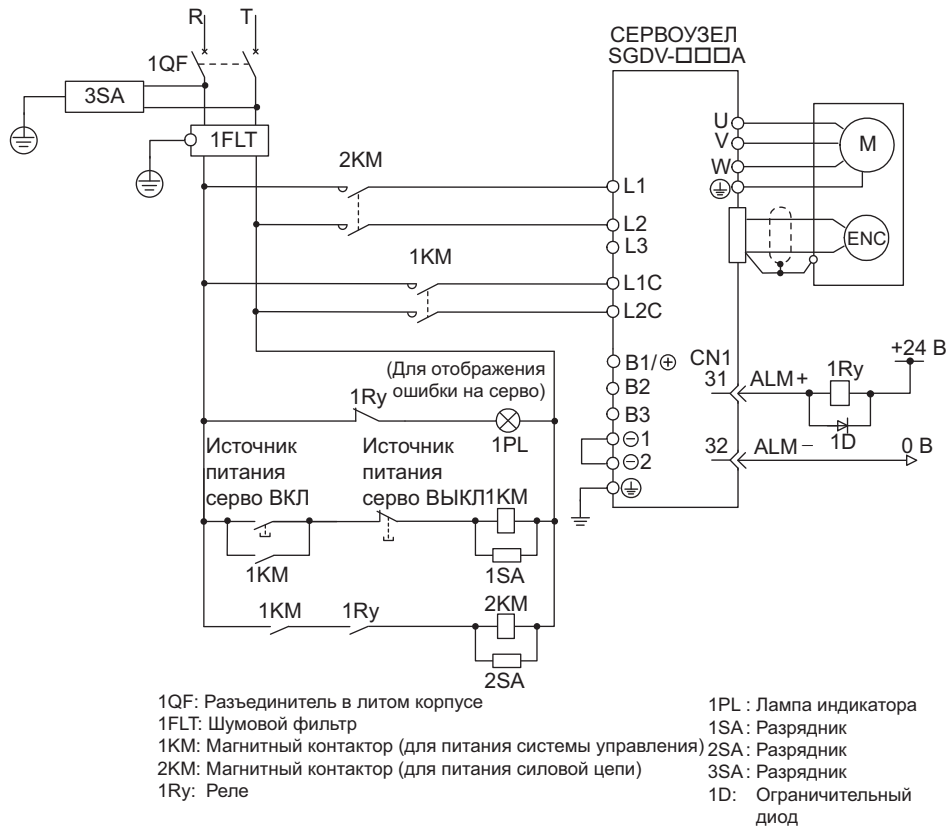 R T
1QF
3SA
1FLT
2KM
1KM
СЕРВОУЗЕЛ
SGDV-□□□A
L1
L2
L3
L1C
L2C
B1/⊕
B2
B3
⊖1
⊖2
U
V
W
M
ENC
CN1
31 ALM+
1Ry
+24 В
1D
32 ALM−
0 В
(Для отображения
ошибки на серво)
1Ry
1PL
Источник
питания
серво ВКЛ
Источник
питания
серво ВЫКЛ
1KM
1KM
1SA
1KM
1Ry
2KM
2SA
1QF: Разъединитель в литом корпусе
1FLT: Шумовой фильтр
1KM: Магнитный контактор (для питания системы управления)
2KM: Магнитный контактор (для питания силовой цепи)
1Ry: Реле
1PL : Лампа индикатора
1SA : Разрядник
2SA : Разрядник
3SA : Разрядник
1D: Ограничительный
диод